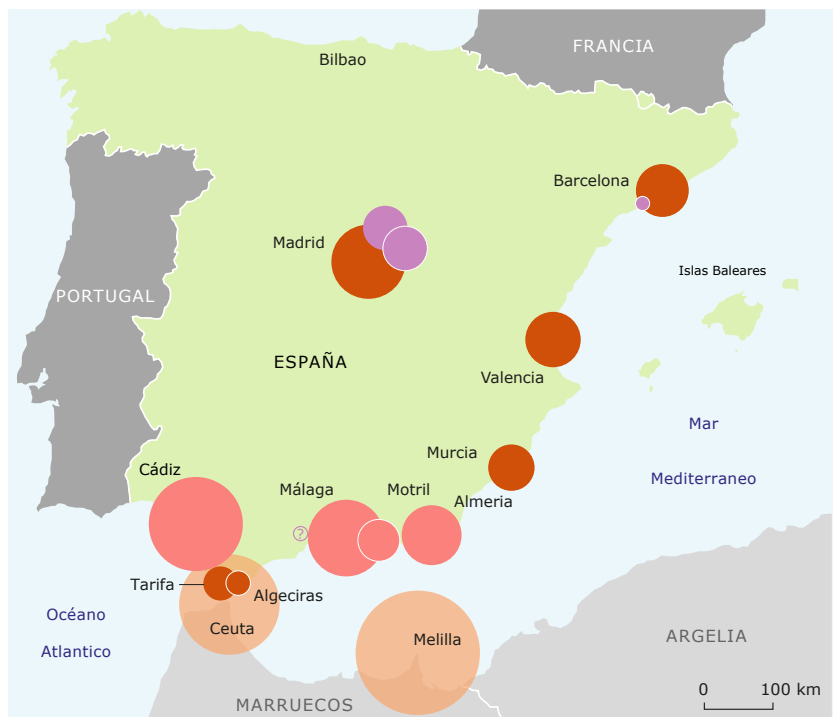 FRANCIA
Bilbao
Barcelona
Madrid
Islas Baleares
PORTUGAL
ESPAÑA
Valencia
Mar
Mediterraneo
Murcia
Cádiz
Málaga
Motril
Almeria
?
Tarifa
Algeciras
Océano
Atlantico
Ceuta
Melilla
ARGELIA
0 100 km
MARRUECOS